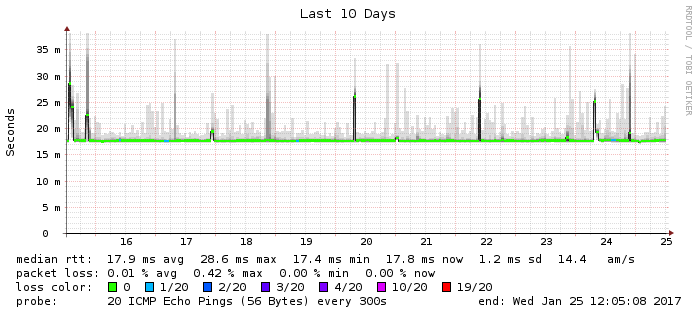 Last 10 Days
RRDTOOL / TOBI OETIKER
Seconds
35 m
30 m
25 m
20 m
15 m
10 m
5 m
0
16 17 18 19 20 21 22 23 24 25
median rtt: 17.9 ms avg 28.6 ms max 17.4 ms min 17.8 ms now 1.2 ms sd 14.4 am/s
packet loss: 0.01 % avg 0.42 % max 0.00 % min 0.00 % now
loss color: 0 1/20 2/20 3/20 4/20 10/20 19/20
probe: 20 ICMP Echo Pings (56 Bytes) every 300s end: Wed Jan 25 12:05:08 2017